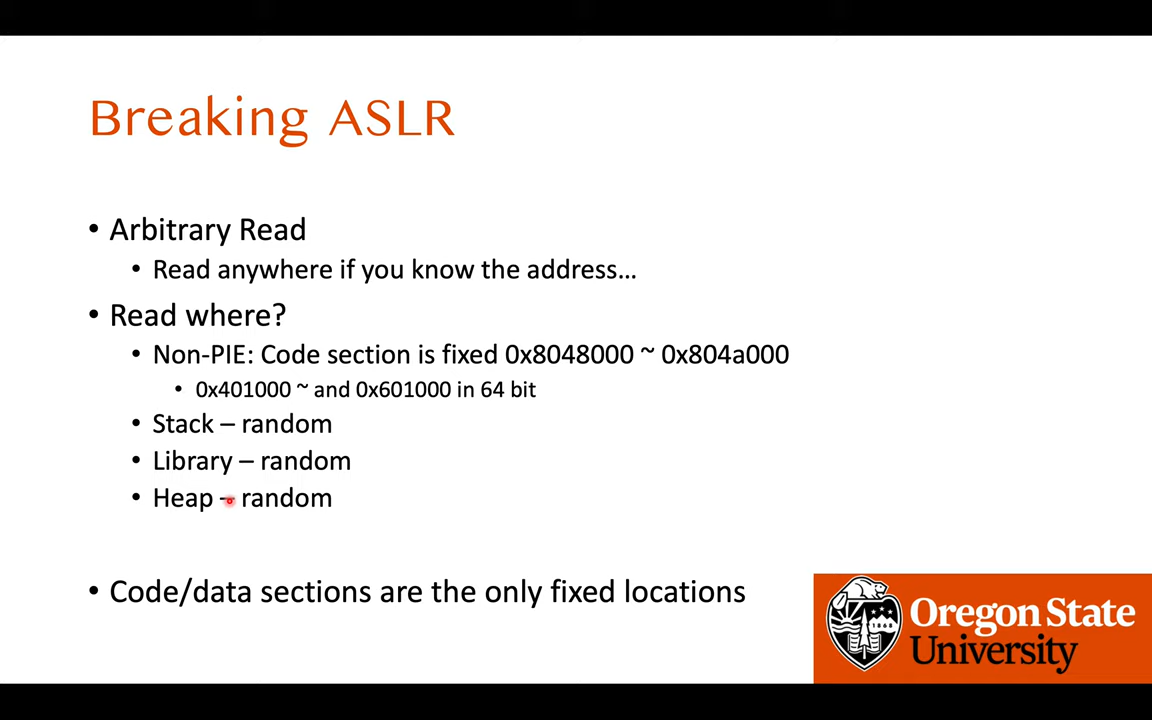 Breaking ASLR
• Arbitrary Read
• Read anywhere if you know the address…
• Read where?
• Non-PIE: Code section is fixed 0x8048000 ~ 0x804a000
• 0x401000 ~ and 0x601000 in 64 bit
• Stack – random
• Library – random
• Heap – random
• Code/data sections are the only fixed locations
Oregon State
University